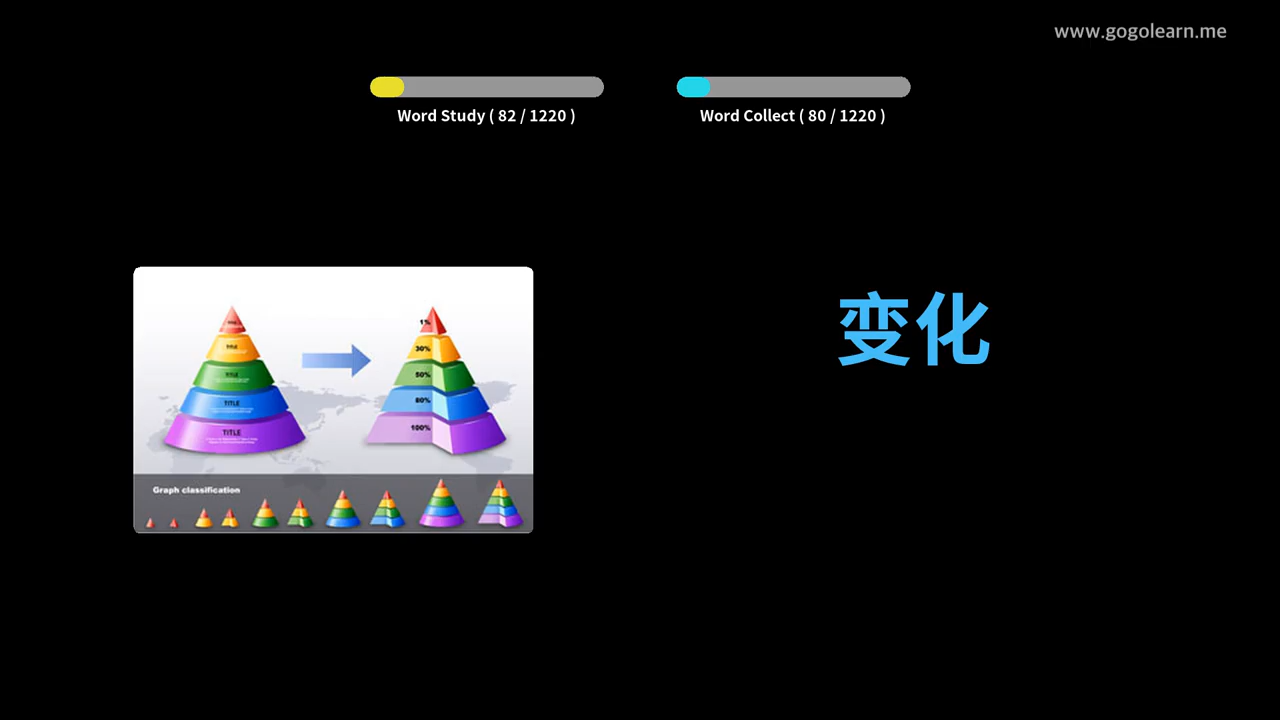 www.gogolearn.me
Word Study ( 82 / 1220 )
Word Collect ( 80 / 1220 )
变化
1%
TITLE
30%
TITLE
50%
TITLE
80%
TITLE
100%
Graph classification